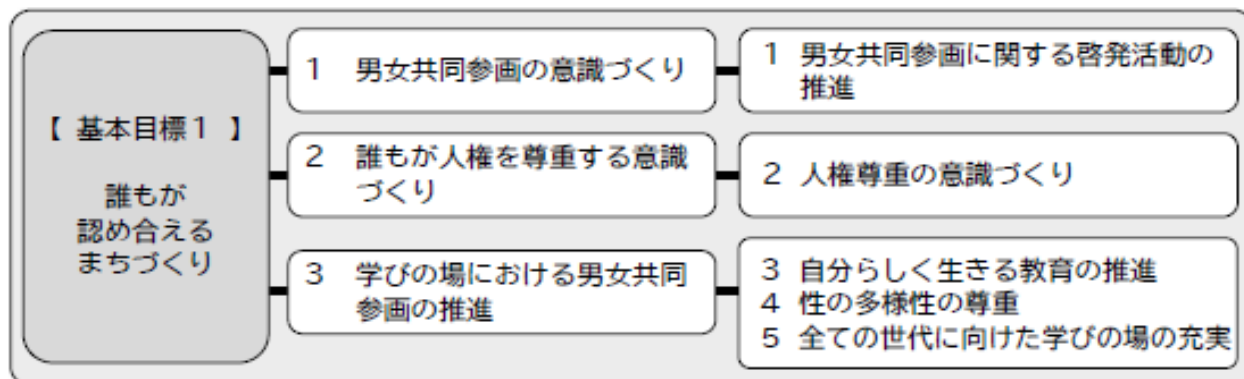 【 基本目標１ 】
誰もが
認め合える
まちづくり
１ 男女共同参画の意識づくり
１ 男女共同参画に関する啓発活動の
推進
２ 誰もが人権を尊重する意識
づくり
２ 人権尊重の意識づくり
３ 学びの場における男女共同
参画の推進
３ 自分らしく生きる教育の推進
４ 性の多様性の尊重
５ 全ての世代に向けた学びの場の充実